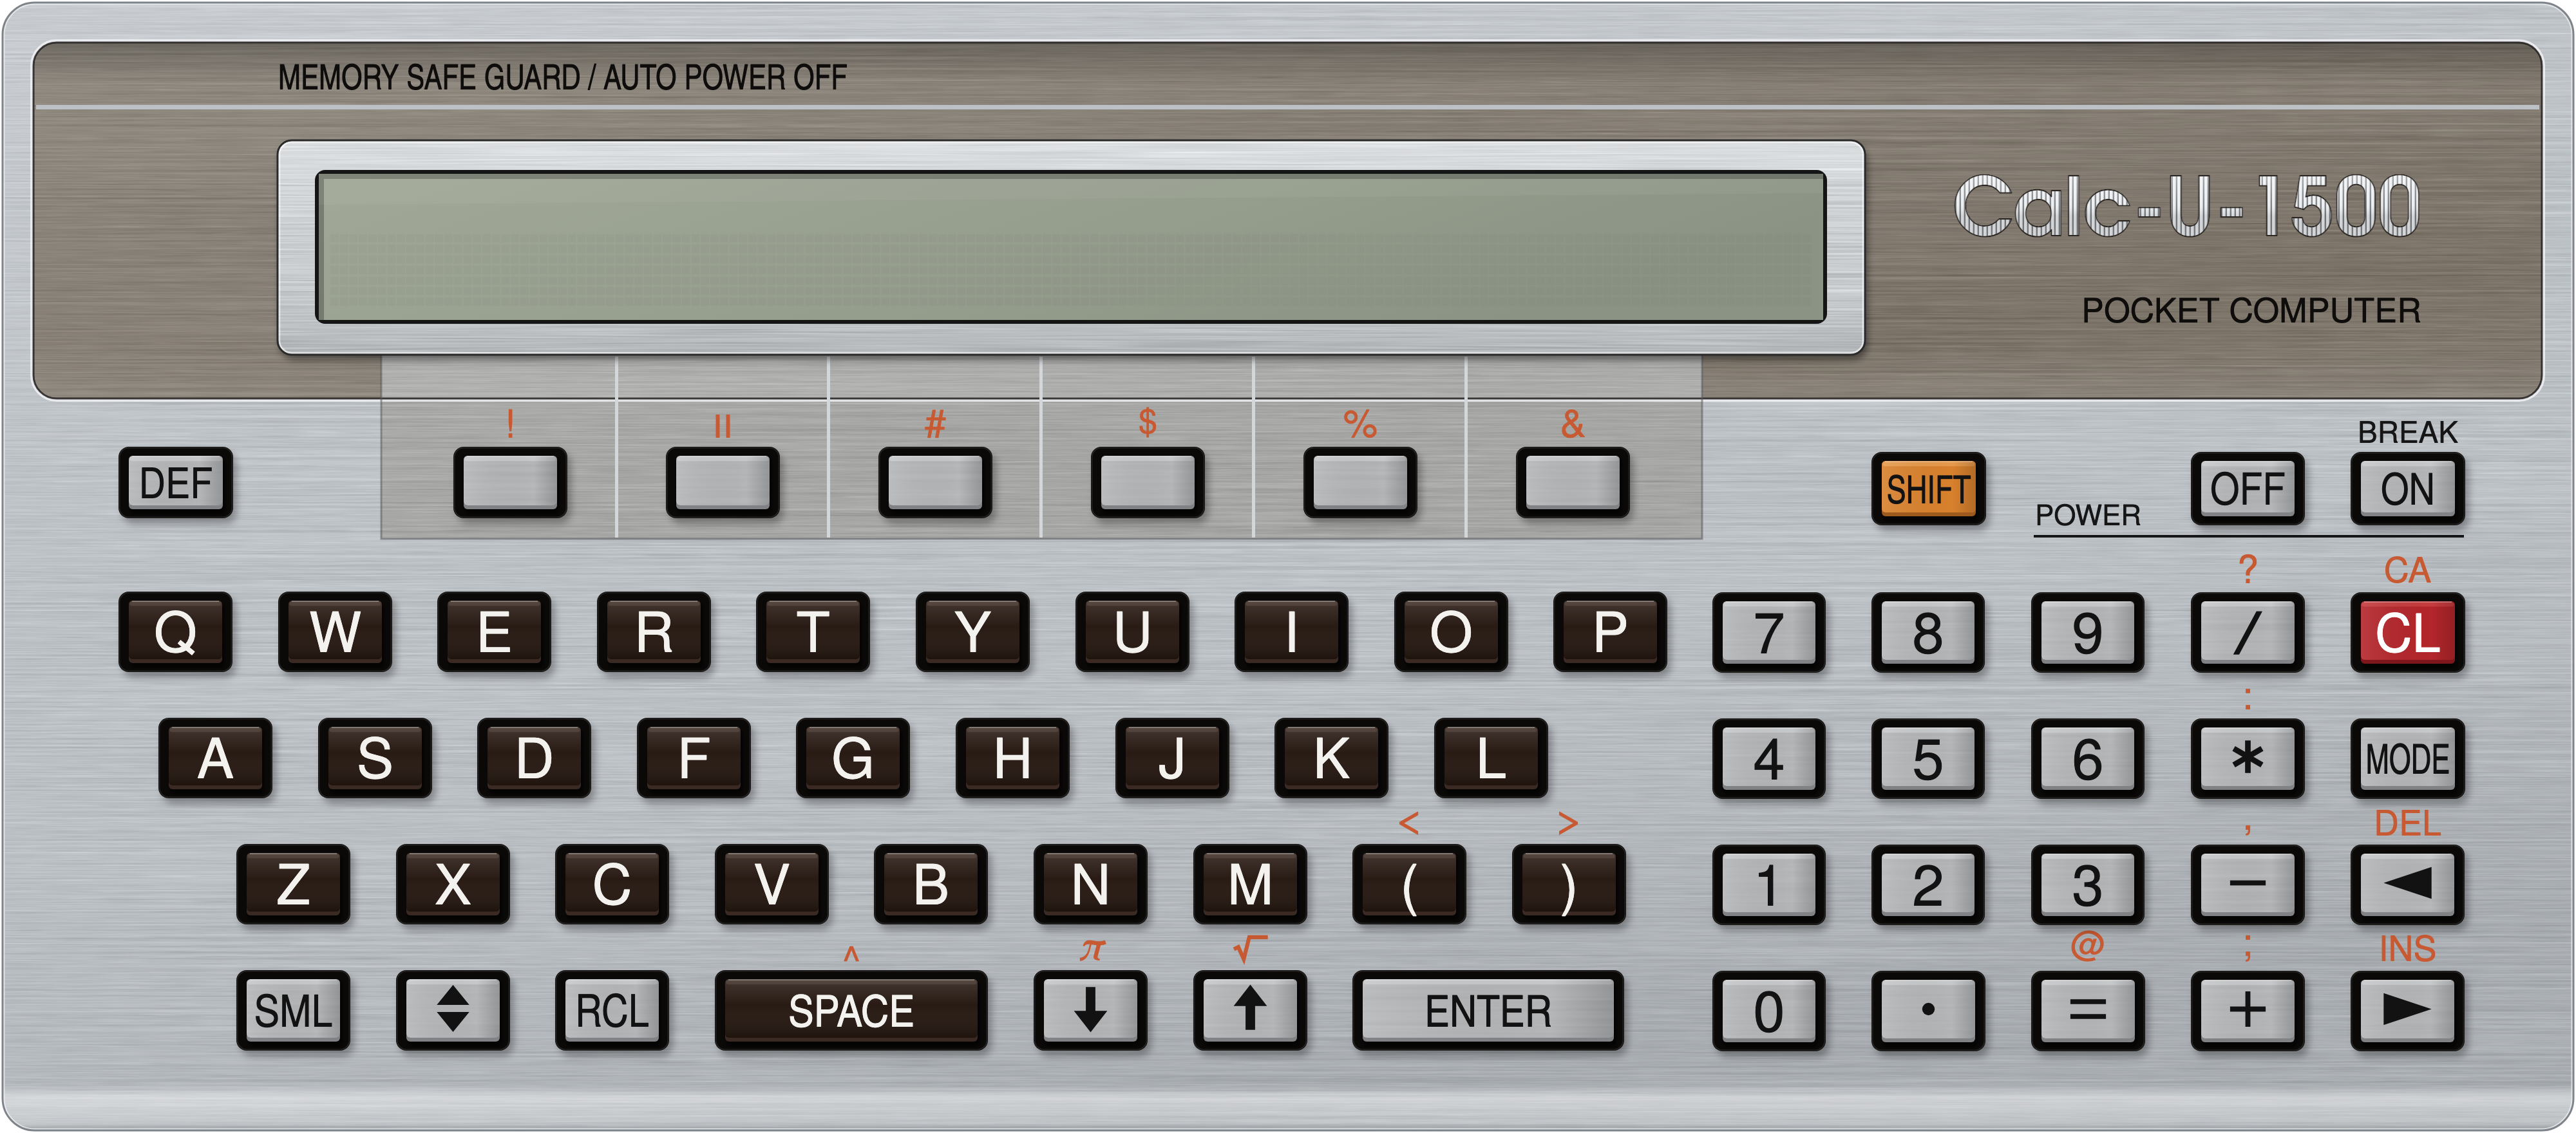 MEMORY SAFE GUARD / AUTO POWER OFF
Calc-U-1500
POCKET COMPUTER
! " # $ % & BREAK
DEF SHIFT POWER OFF ON
? CA
Q W E R T Y U I O P 7 8 9 / CL
:
A S D F G H J K L 4 5 6 * MODE
< > , DEL
Z X C V B N M ( ) 1 2 3 − ◄
^ π √ @ ; INS
SML RCL SPACE ↓ ↑ ENTER 0 . = + ►